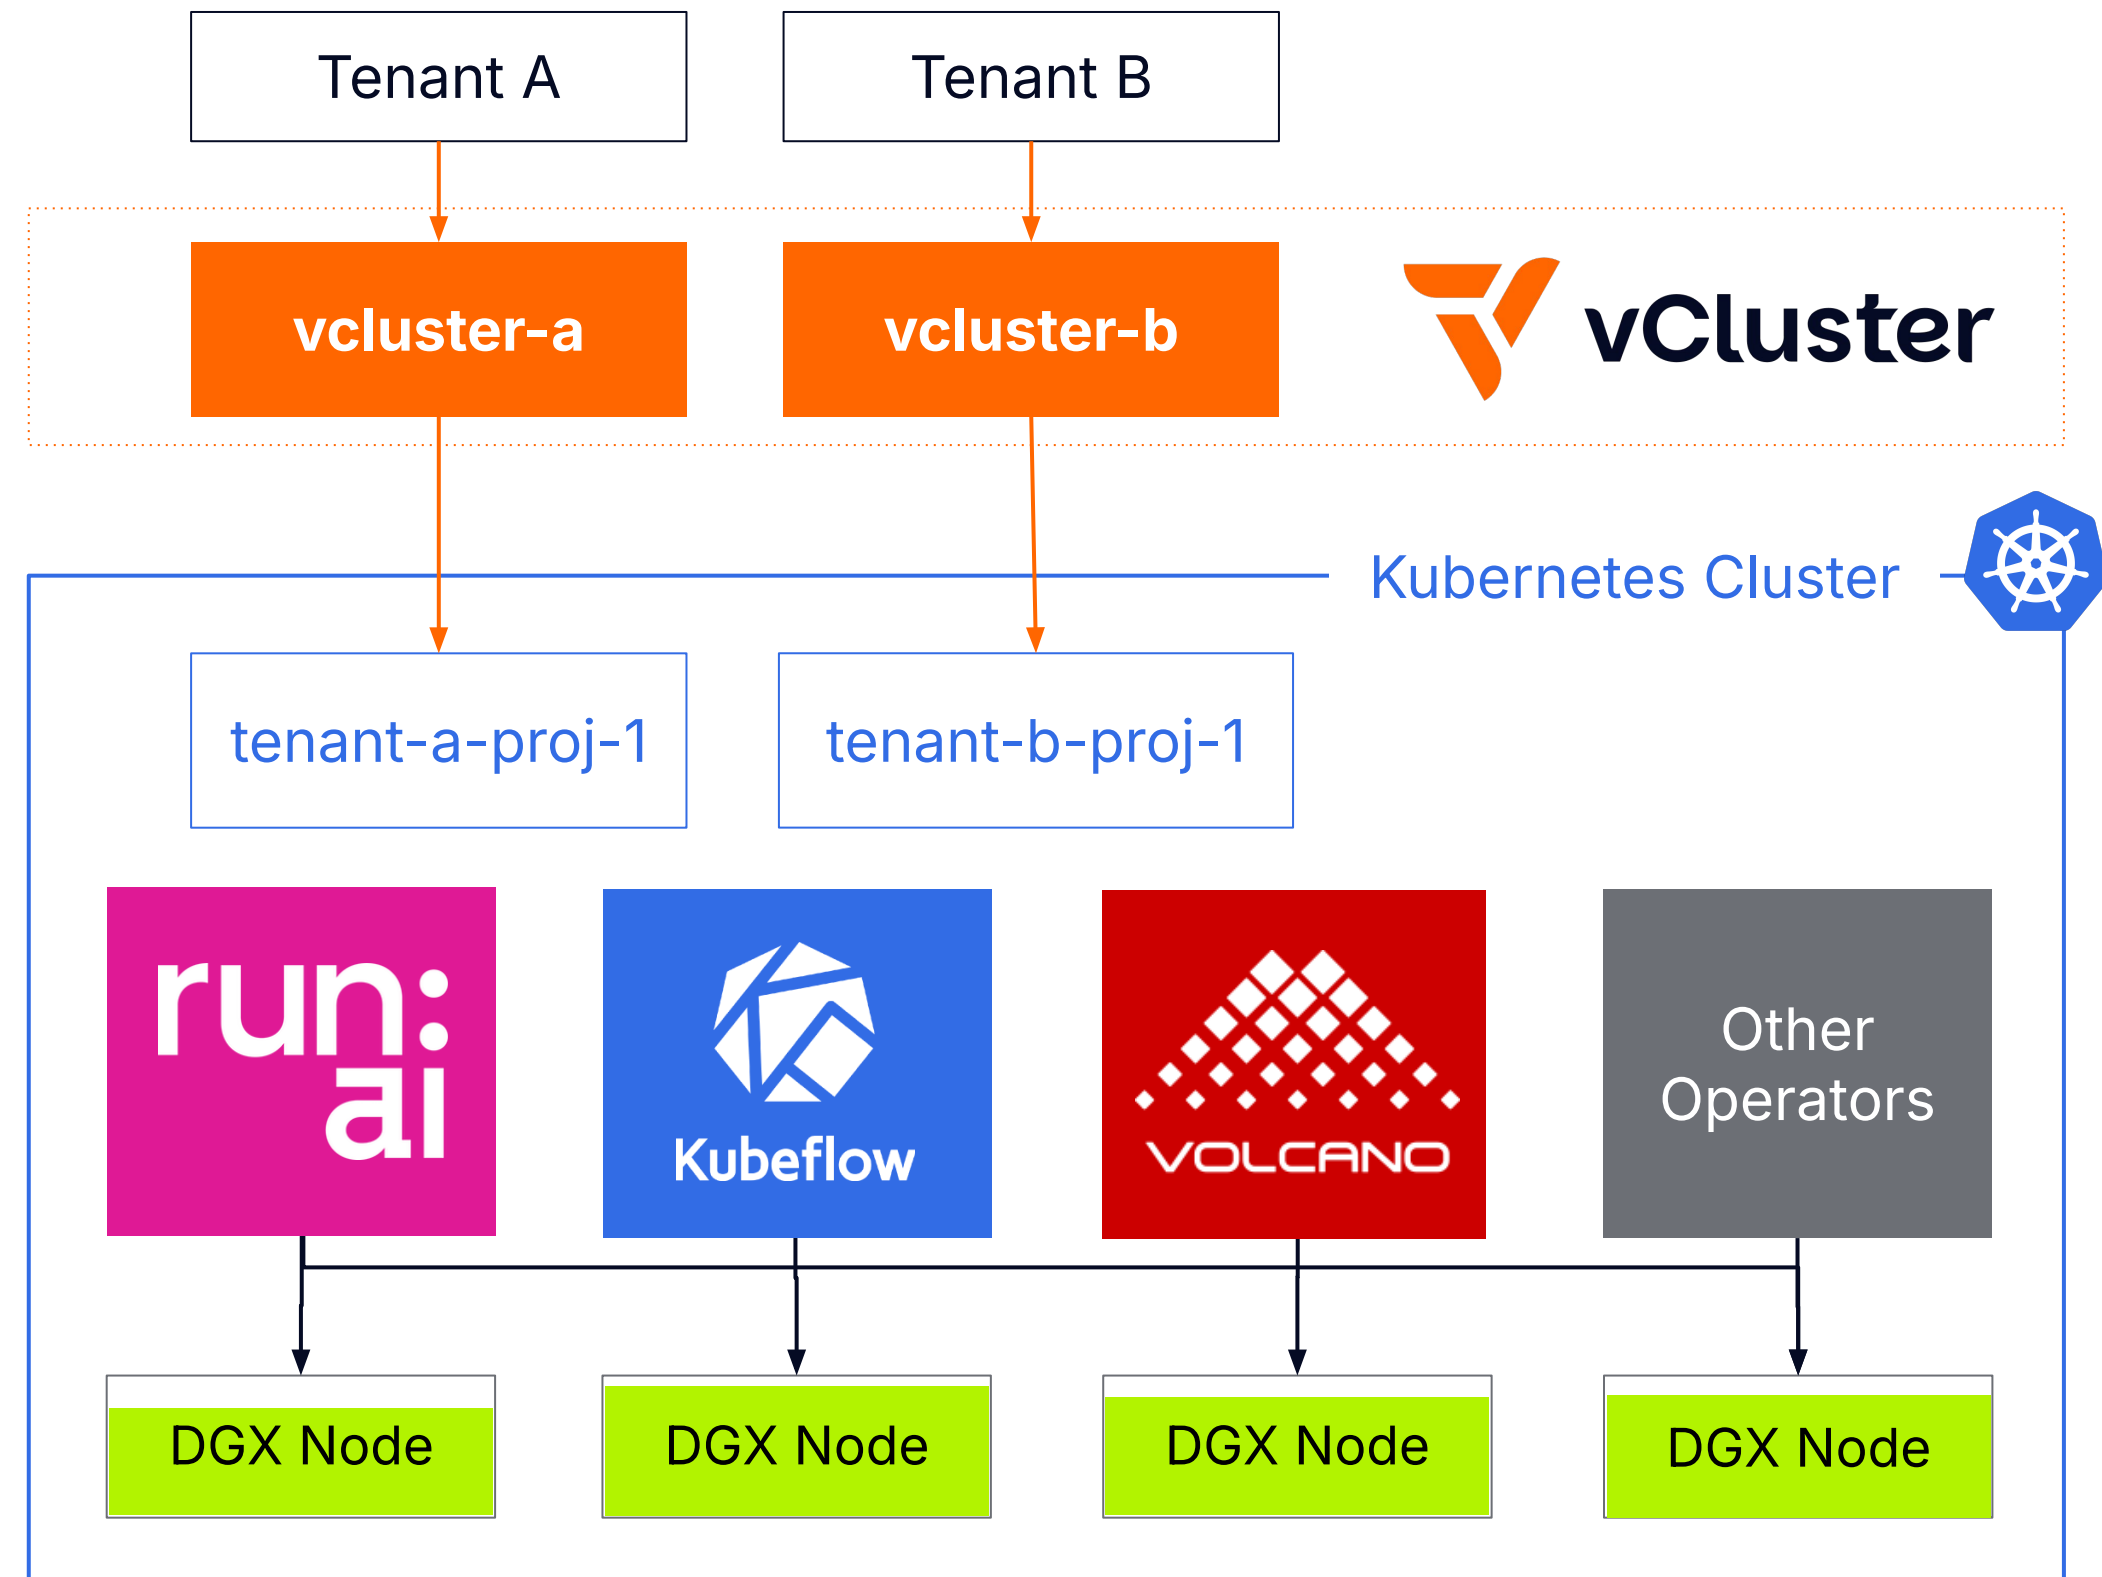 Tenant A
Tenant B
vcluster-a
vcluster-b
vCluster
Kubernetes Cluster
tenant-a-proj-1
tenant-b-proj-1
run:
ai
Kubeflow
VOLCANO
Other
Operators
DGX Node
DGX Node
DGX Node
DGX Node